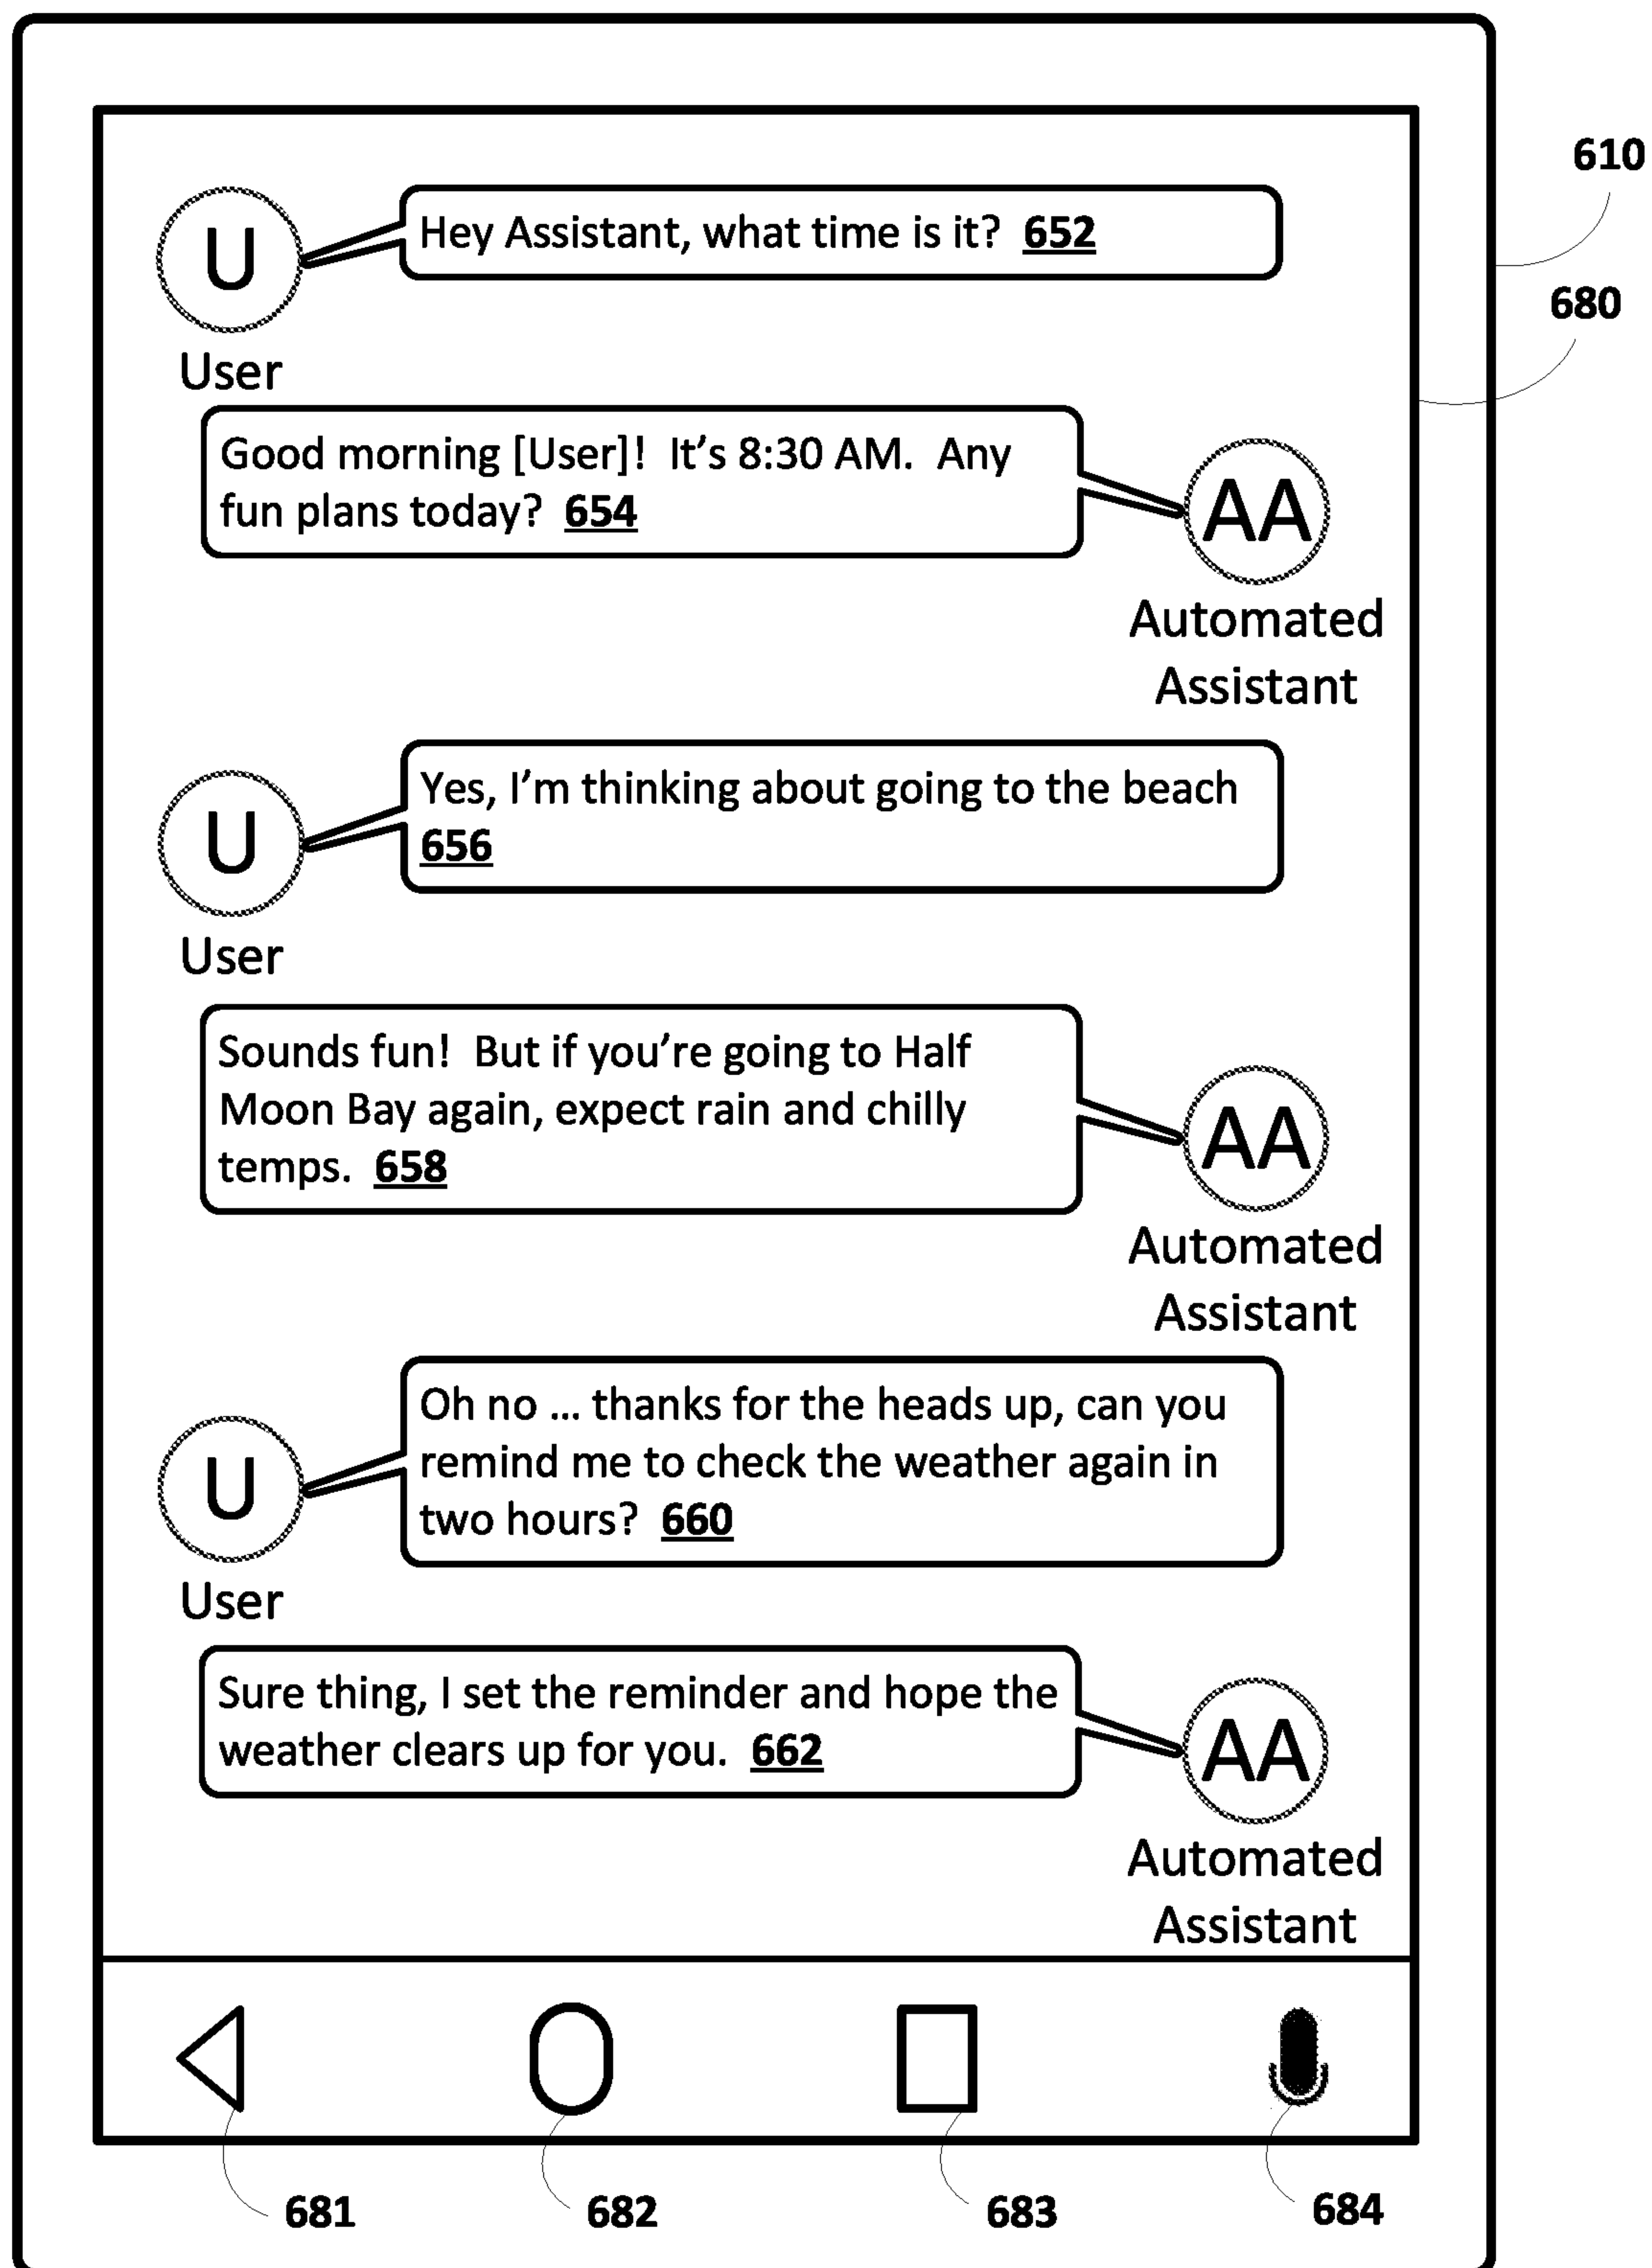 610
680
U
Hey Assistant, what time is it? 652
User
Good morning [User]! It’s 8:30 AM. Any
fun plans today? 654
AA
Automated
Assistant
U
Yes, I’m thinking about going to the beach
656
User
Sounds fun! But if you’re going to Half
Moon Bay again, expect rain and chilly
temps. 658
AA
Automated
Assistant
U
Oh no ... thanks for the heads up, can you
remind me to check the weather again in
two hours? 660
User
Sure thing, I set the reminder and hope the
weather clears up for you. 662
AA
Automated
Assistant
681
682
683
684